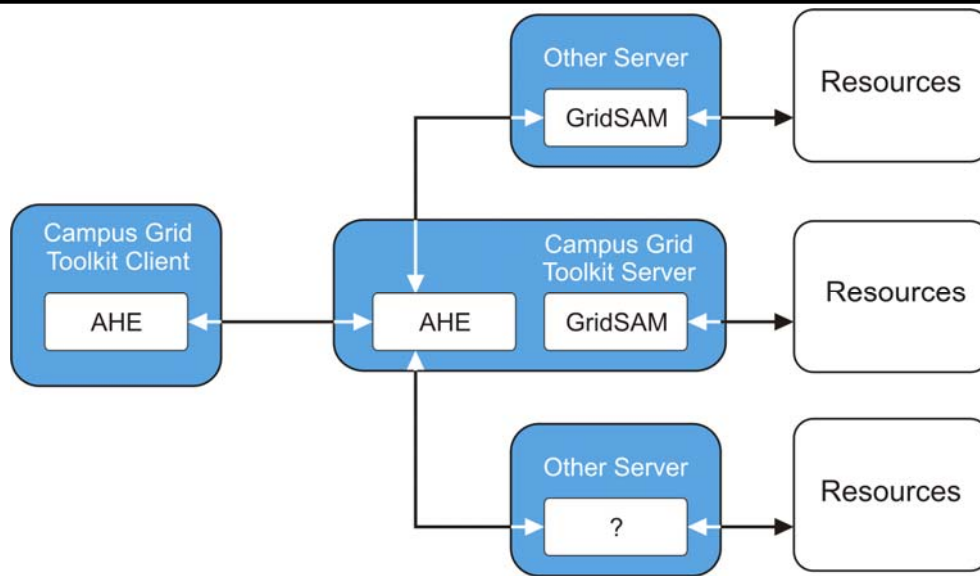 Other Server
GridSAM
Resources
Campus Grid
Toolkit Client
AHE
Campus Grid
Toolkit Server
AHE
GridSAM
Resources
Other Server
?
Resources